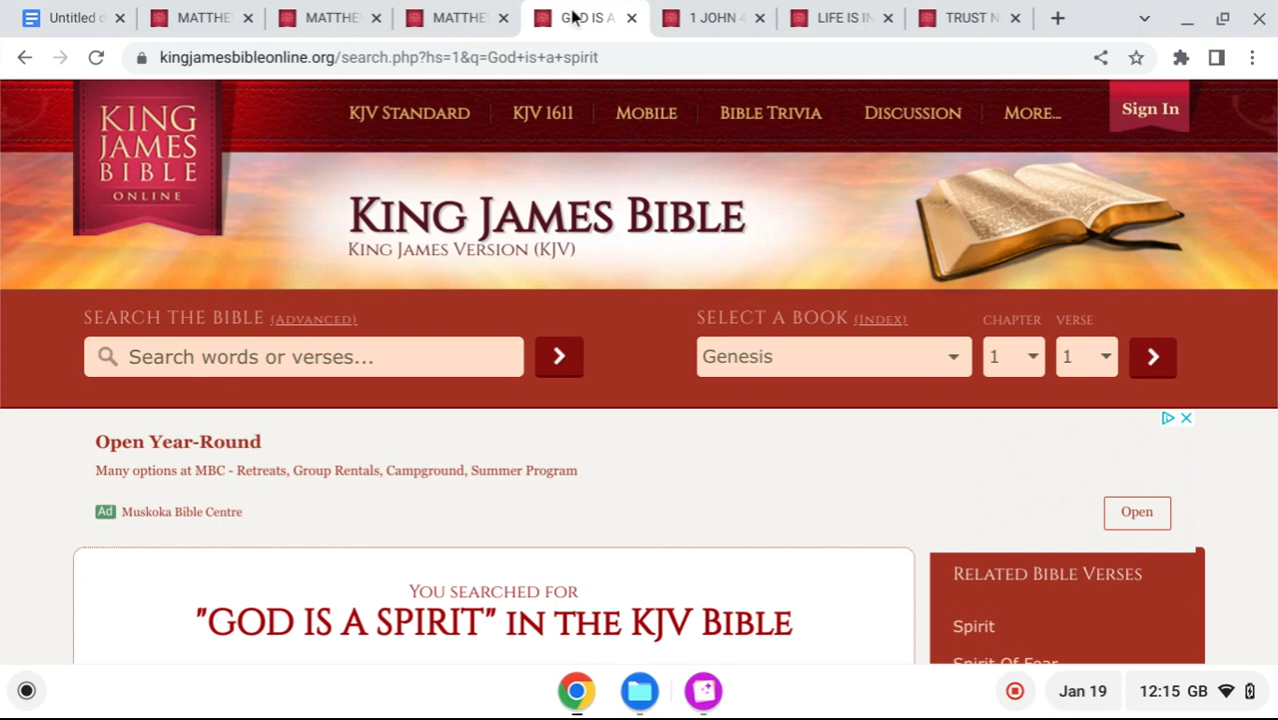 Untitled d
MATTHE
MATTHE
MATTHE
GOD IS A
1 JOHN 4
LIFE IS IN
TRUST N
kingjamesbibleonline.org/search.php?hs=1&q=God+is+a+spirit
KING
JAMES
BIBLE
ONLINE
KJV STANDARD
KJV 1611
MOBILE
BIBLE TRIVIA
DISCUSSION
MORE...
Sign In
KING JAMES BIBLE
KING JAMES VERSION (KJV)
SEARCH THE BIBLE (ADVANCED)
Search words or verses...
SELECT A BOOK (INDEX)
CHAPTER
VERSE
Genesis
1
1
Open Year-Round
Many options at MBC - Retreats, Group Rentals, Campground, Summer Program
Ad Muskoka Bible Centre
Open
YOU SEARCHED FOR
"GOD IS A SPIRIT" IN THE KJV BIBLE
RELATED BIBLE VERSES
Spirit
Spirit Of Fear
Jan 19
12:15 GB